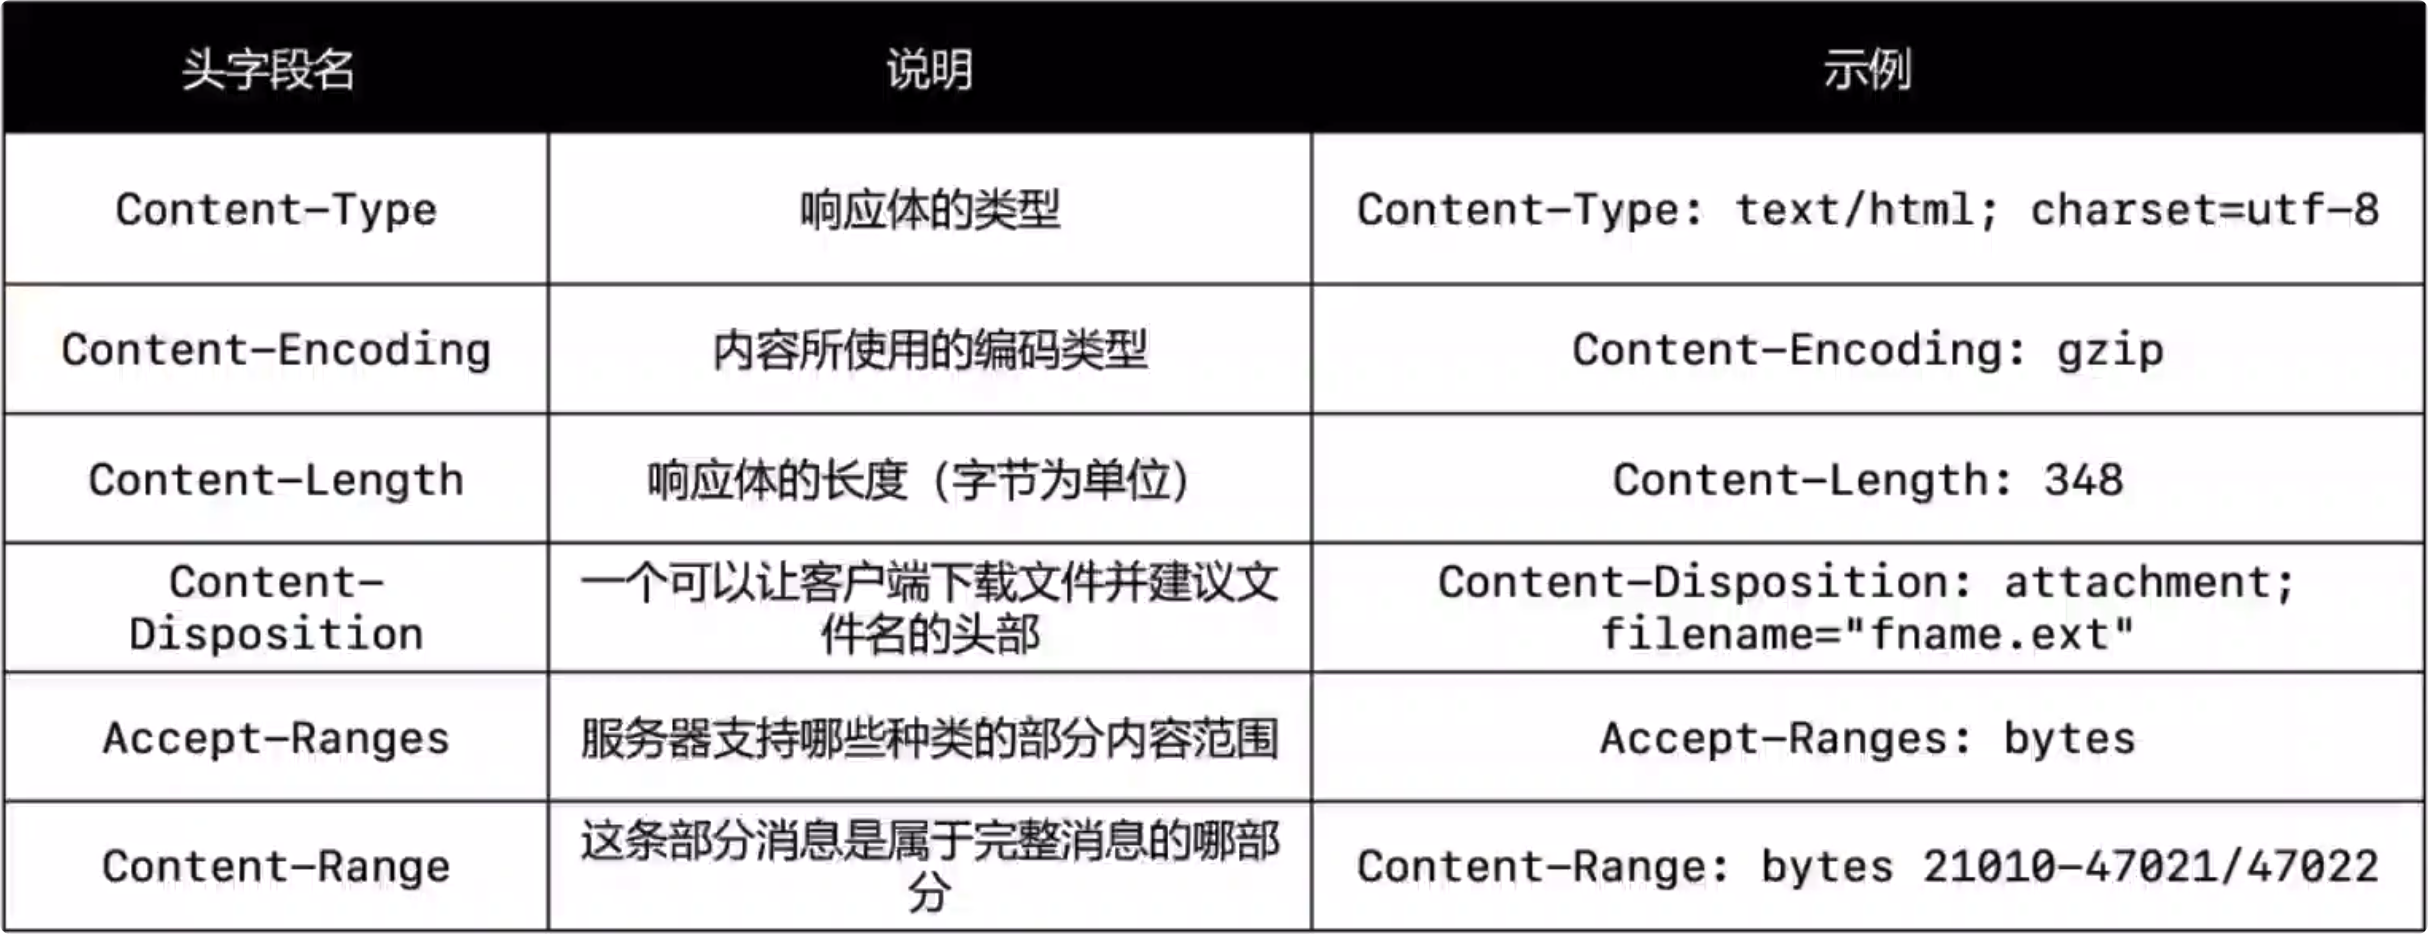 头字段名 说明 示例
Content-Type 响应体的类型 Content-Type: text/html; charset=utf-8
Content-Encoding 内容所使用的编码类型 Content-Encoding: gzip
Content-Length 响应体的长度（字节为单位） Content-Length: 348
Content-
Disposition
一个可以让客户端下载文件并建议文
件名的头部
Content-Disposition: attachment;
filename="fname.ext"
Accept-Ranges 服务器支持哪些种类的部分内容范围 Accept-Ranges: bytes
Content-Range
这条部分消息是属于完整消息的哪部
分
Content-Range: bytes 21010-47021/47022